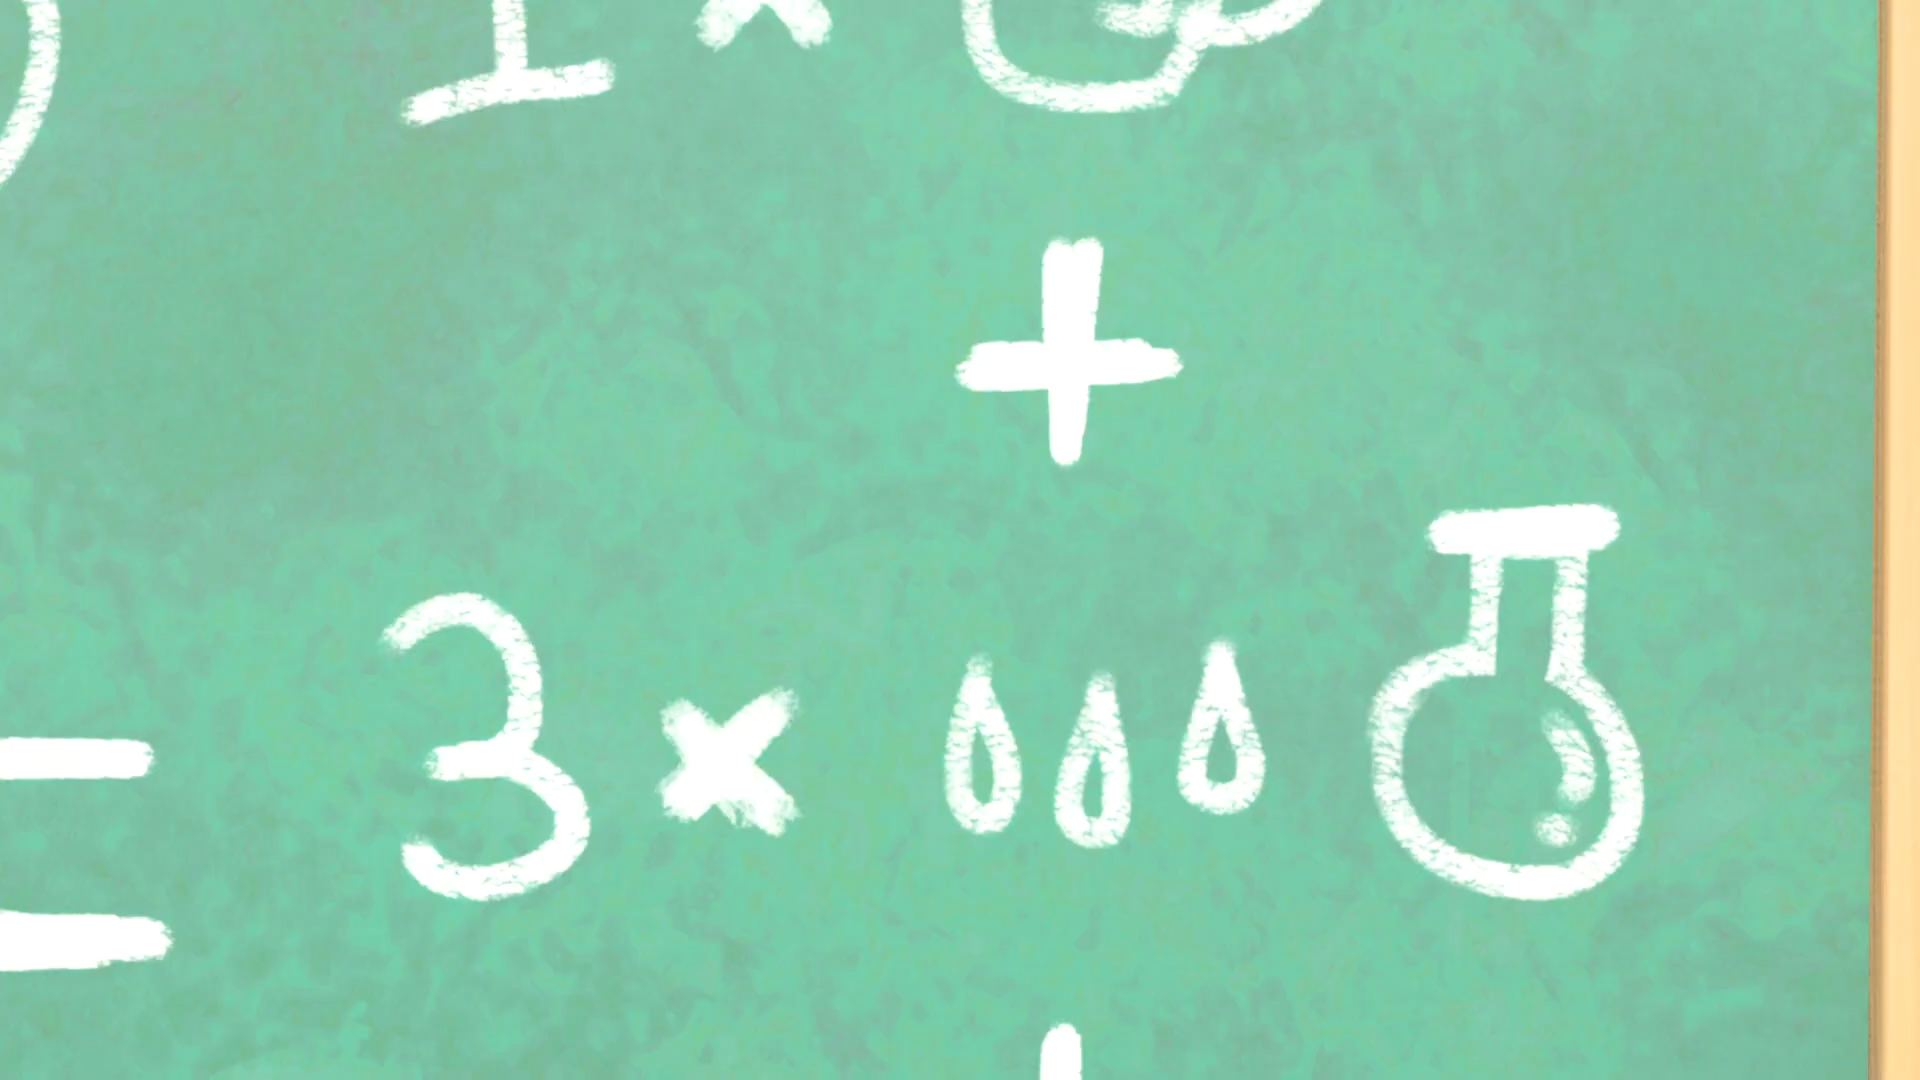 1 ×
+
= 3 ×